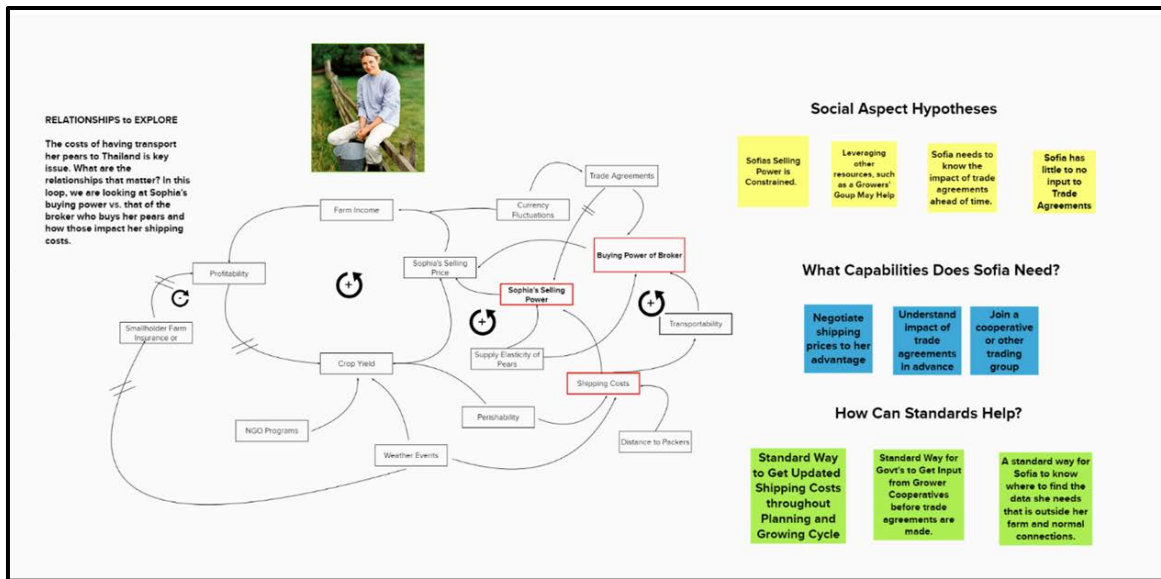 RELATIONSHIPS to EXPLORE
The costs of having transport
her pears to Thailand is key
issue. What are the
relationships that matter? In this
loop, we are looking at Sophia's
buying power vs. that of the
broker who buys her pears and
how those impact her shipping
costs.
Trade Agreements
Currency
Fluctuations
Farm Income
Buying Power of Broker
Sophia's Selling
Price
Profitability
+
-
Sophia's Selling
Power
+
+
Transportability
Smallholder Farm
Insurance or
Supply Elasticity of
Pears
Crop Yield
Shipping Costs
Perishability
NGO Programs
Distance to Packers
Weather Events
Social Aspect Hypotheses
Sofias Selling
Power is
Constrained.
Leveraging
other
resources, such
as a Growers'
Goup May Help
Sofia needs to
know the
impact of trade
agreements
ahead of time.
Sofia has
little to no
input to
Trade
Agreements
What Capabilities Does Sofia Need?
Negotiate
shipping
prices to her
advantage
Understand
impact of
trade
agreements
in advance
Join a
cooperative
or other
trading
group
How Can Standards Help?
Standard Way
to Get Updated
Shipping Costs
throughout
Planning and
Growing Cycle
Standard Way for
Govt's to Get Input
from Grower
Cooperatives
before trade
agreements are
made.
A standard way for
Sofia to know
where to find the
data she needs
that is outside her
farm and normal
connections.